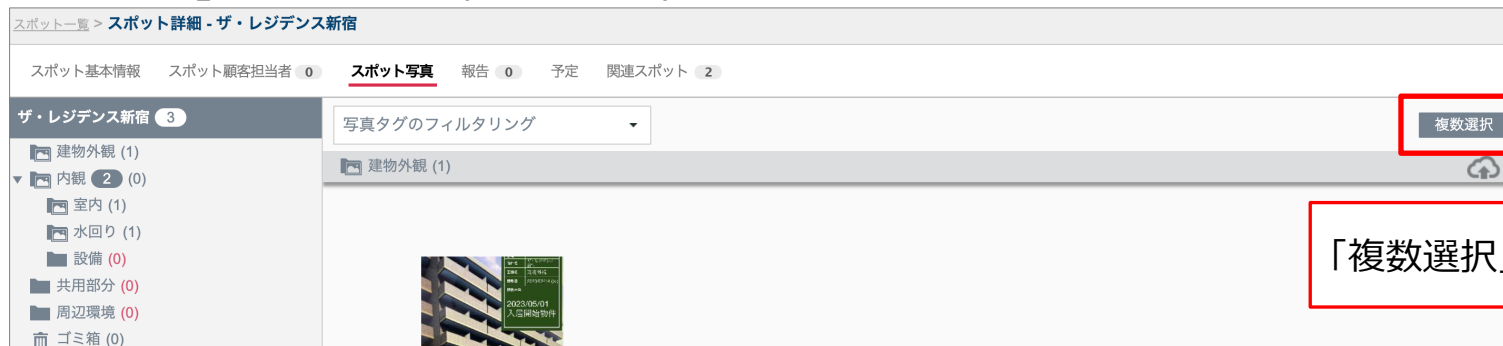 スポット一覧 > スポット詳細 - ザ・レジデンス新宿
スポット基本情報 スポット顧客担当者 0 スポット写真 報告 0 予定 関連スポット 2
ザ・レジデンス新宿 3
写真タグのフィルタリング
複数選択
建物外観 (1)
内観 2 (0)
室内 (1)
水回り (1)
設備 (0)
共用部分 (0)
周辺環境 (0)
ゴミ箱 (0)
建物外観 (1)
「複数選択」
2023/05/01
入居開始物件